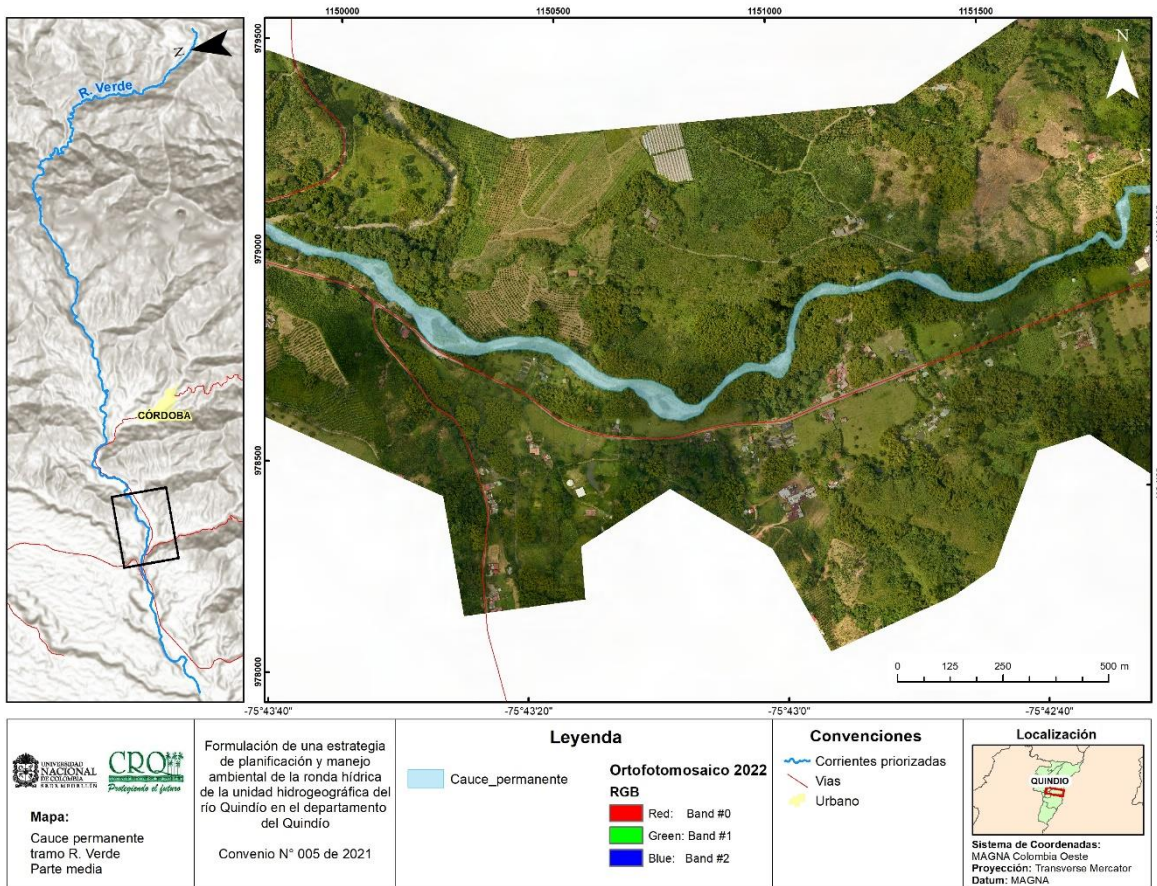 1150000
1150500
1151000
1151500
979500
979000
978500
978000
N
R. Verde
CÓRDOBA
N
0 125 250 500 m
-75°43'40"
-75°43'20"
-75°43'0"
-75°42'40"
UNIVERSIDAD
NACIONAL
DE COLOMBIA
SEDE MEDELLÍN
CRQ
Protegiendo el futuro
Mapa:
Cauce permanente
tramo R. Verde
Parte media
Formulación de una estrategia
de planificación y manejo
ambiental de la ronda hídrica
de la unidad hidrogeográfica del
río Quindío en el departamento
del Quindío
Convenio N° 005 de 2021
Leyenda
Cauce_permanente
Ortofotomosaico 2022
RGB
Red: Band #0
Green: Band #1
Blue: Band #2
Convenciones
Corrientes priorizadas
Vias
Urbano
Localización
QUINDIO
Sistema de Coordenadas:
MAGNA Colombia Oeste
Proyección: Transverse Mercator
Datum: MAGNA